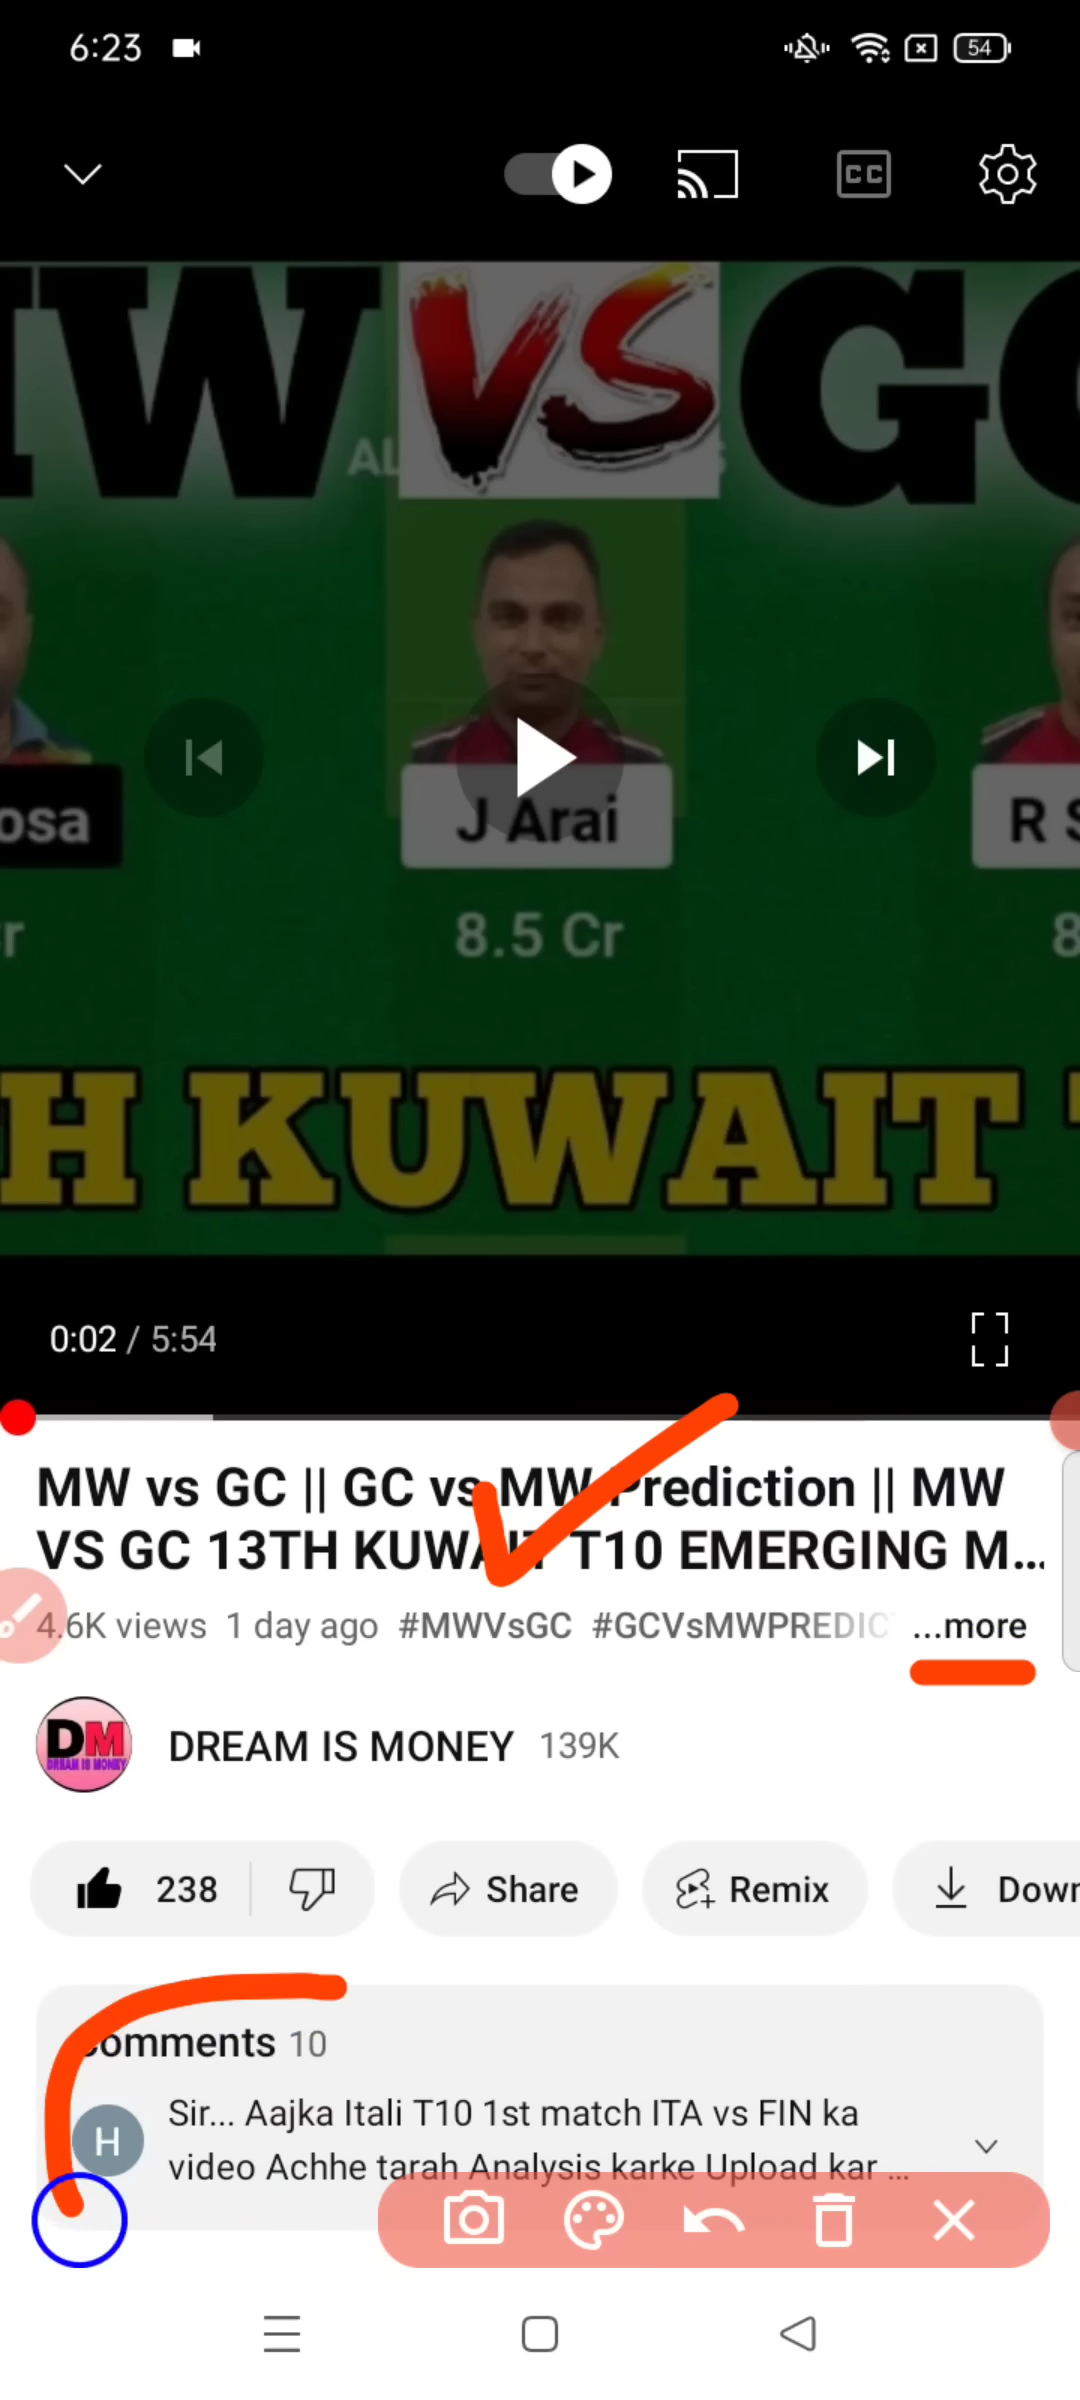 6:23
54
CC
MW VS GC
AL
osa
J Arai
R S
8.5 Cr
8
H KUWAIT
0:02 / 5:54
MW vs GC || GC vs MW Prediction || MW
VS GC 13TH KUWAIT T10 EMERGING M...
4.6K views 1 day ago #MWVsGC #GCVsMWPREDIC ...more
DM
DREAM IS MONEY
DREAM IS MONEY 139K
238
Share
Remix
Down
Comments 10
H
Sir... Aajka Itali T10 1st match ITA vs FIN ka
video Achhe tarah Analysis karke Upload kar ...